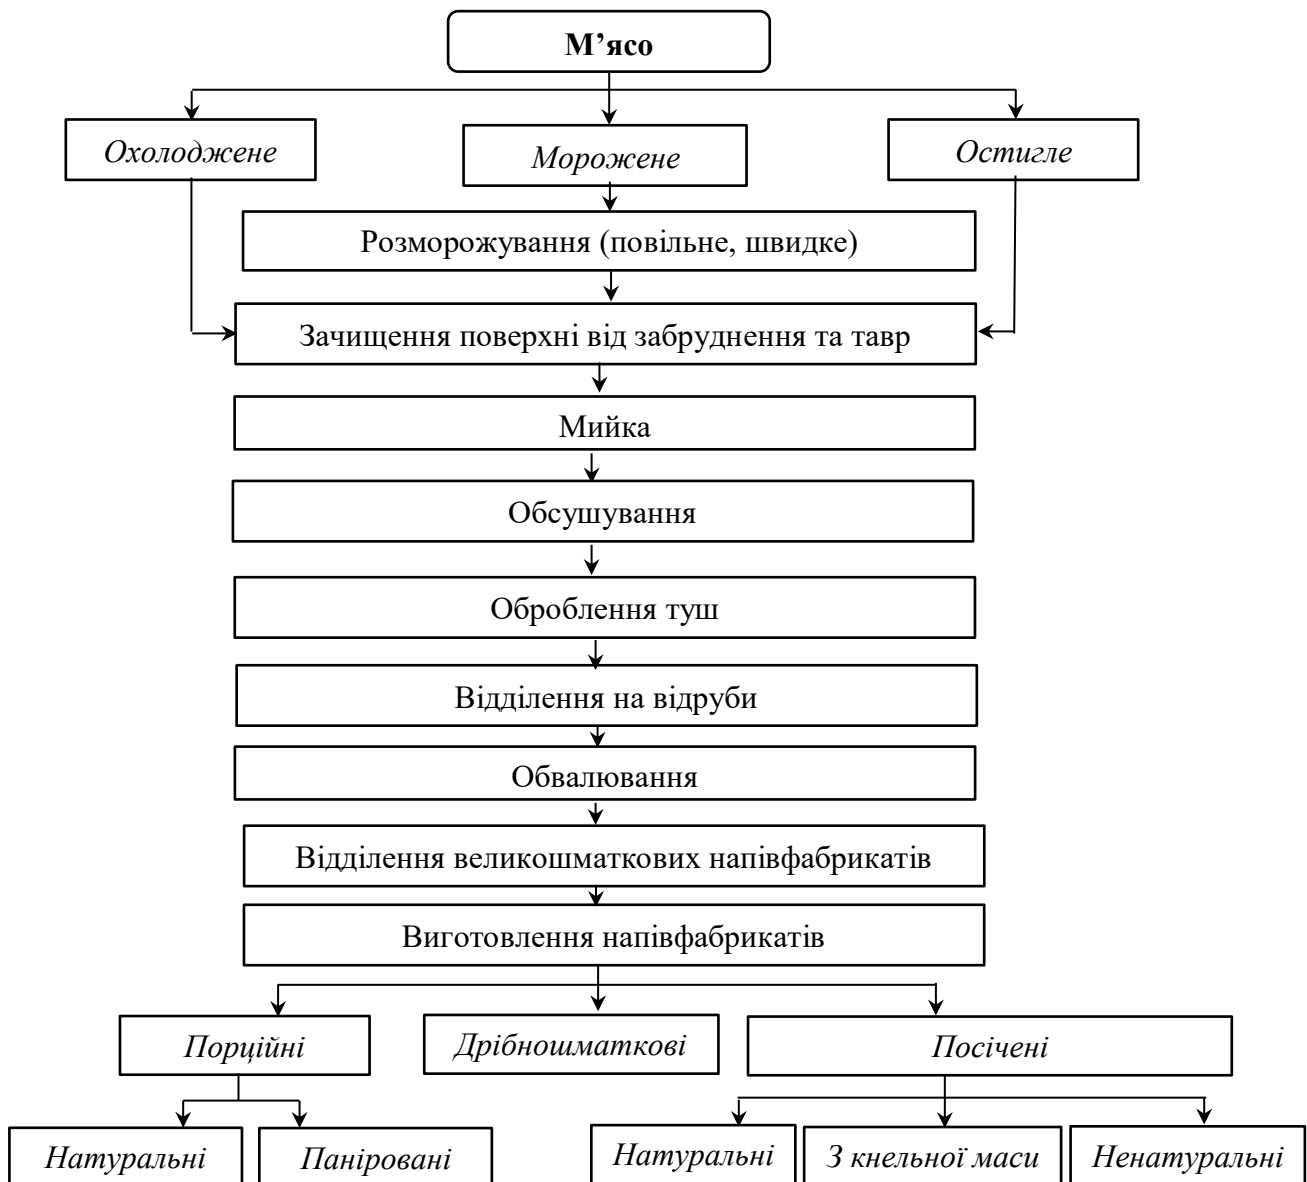 М’ясо
Охолоджене
Морожене
Остигле
Розморожування (повільне, швидке)
Зачищення поверхні від забруднення та тавр
Мийка
Обсушування
Оброблення туш
Відділення на відруби
Обвалювання
Відділення великошматкових напівфабрикатів
Виготовлення напівфабрикатів
Порційні
Дрібношматкові
Посічені
Натуральні
Паніровані
Натуральні
З кнельної маси
Ненатуральні